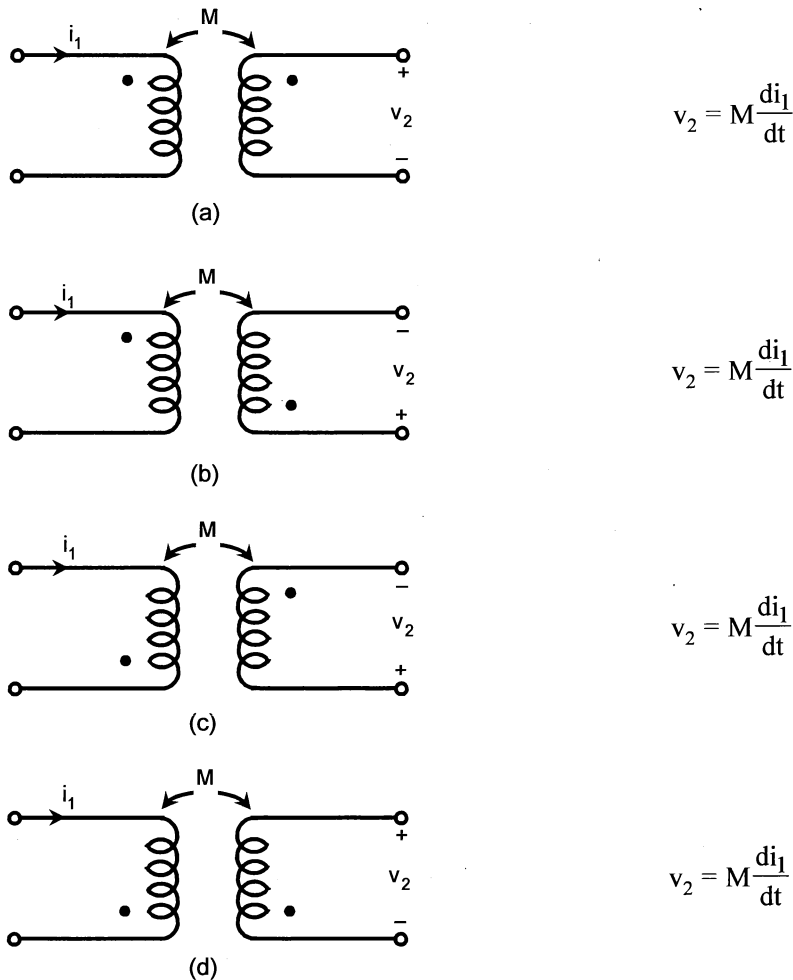 M
i₁
+
v₂
−
v₂ = M di₁/dt
(a)
M
i₁
−
v₂
+
v₂ = M di₁/dt
(b)
M
i₁
−
v₂
+
v₂ = M di₁/dt
(c)
M
i₁
+
v₂
−
v₂ = M di₁/dt
(d)